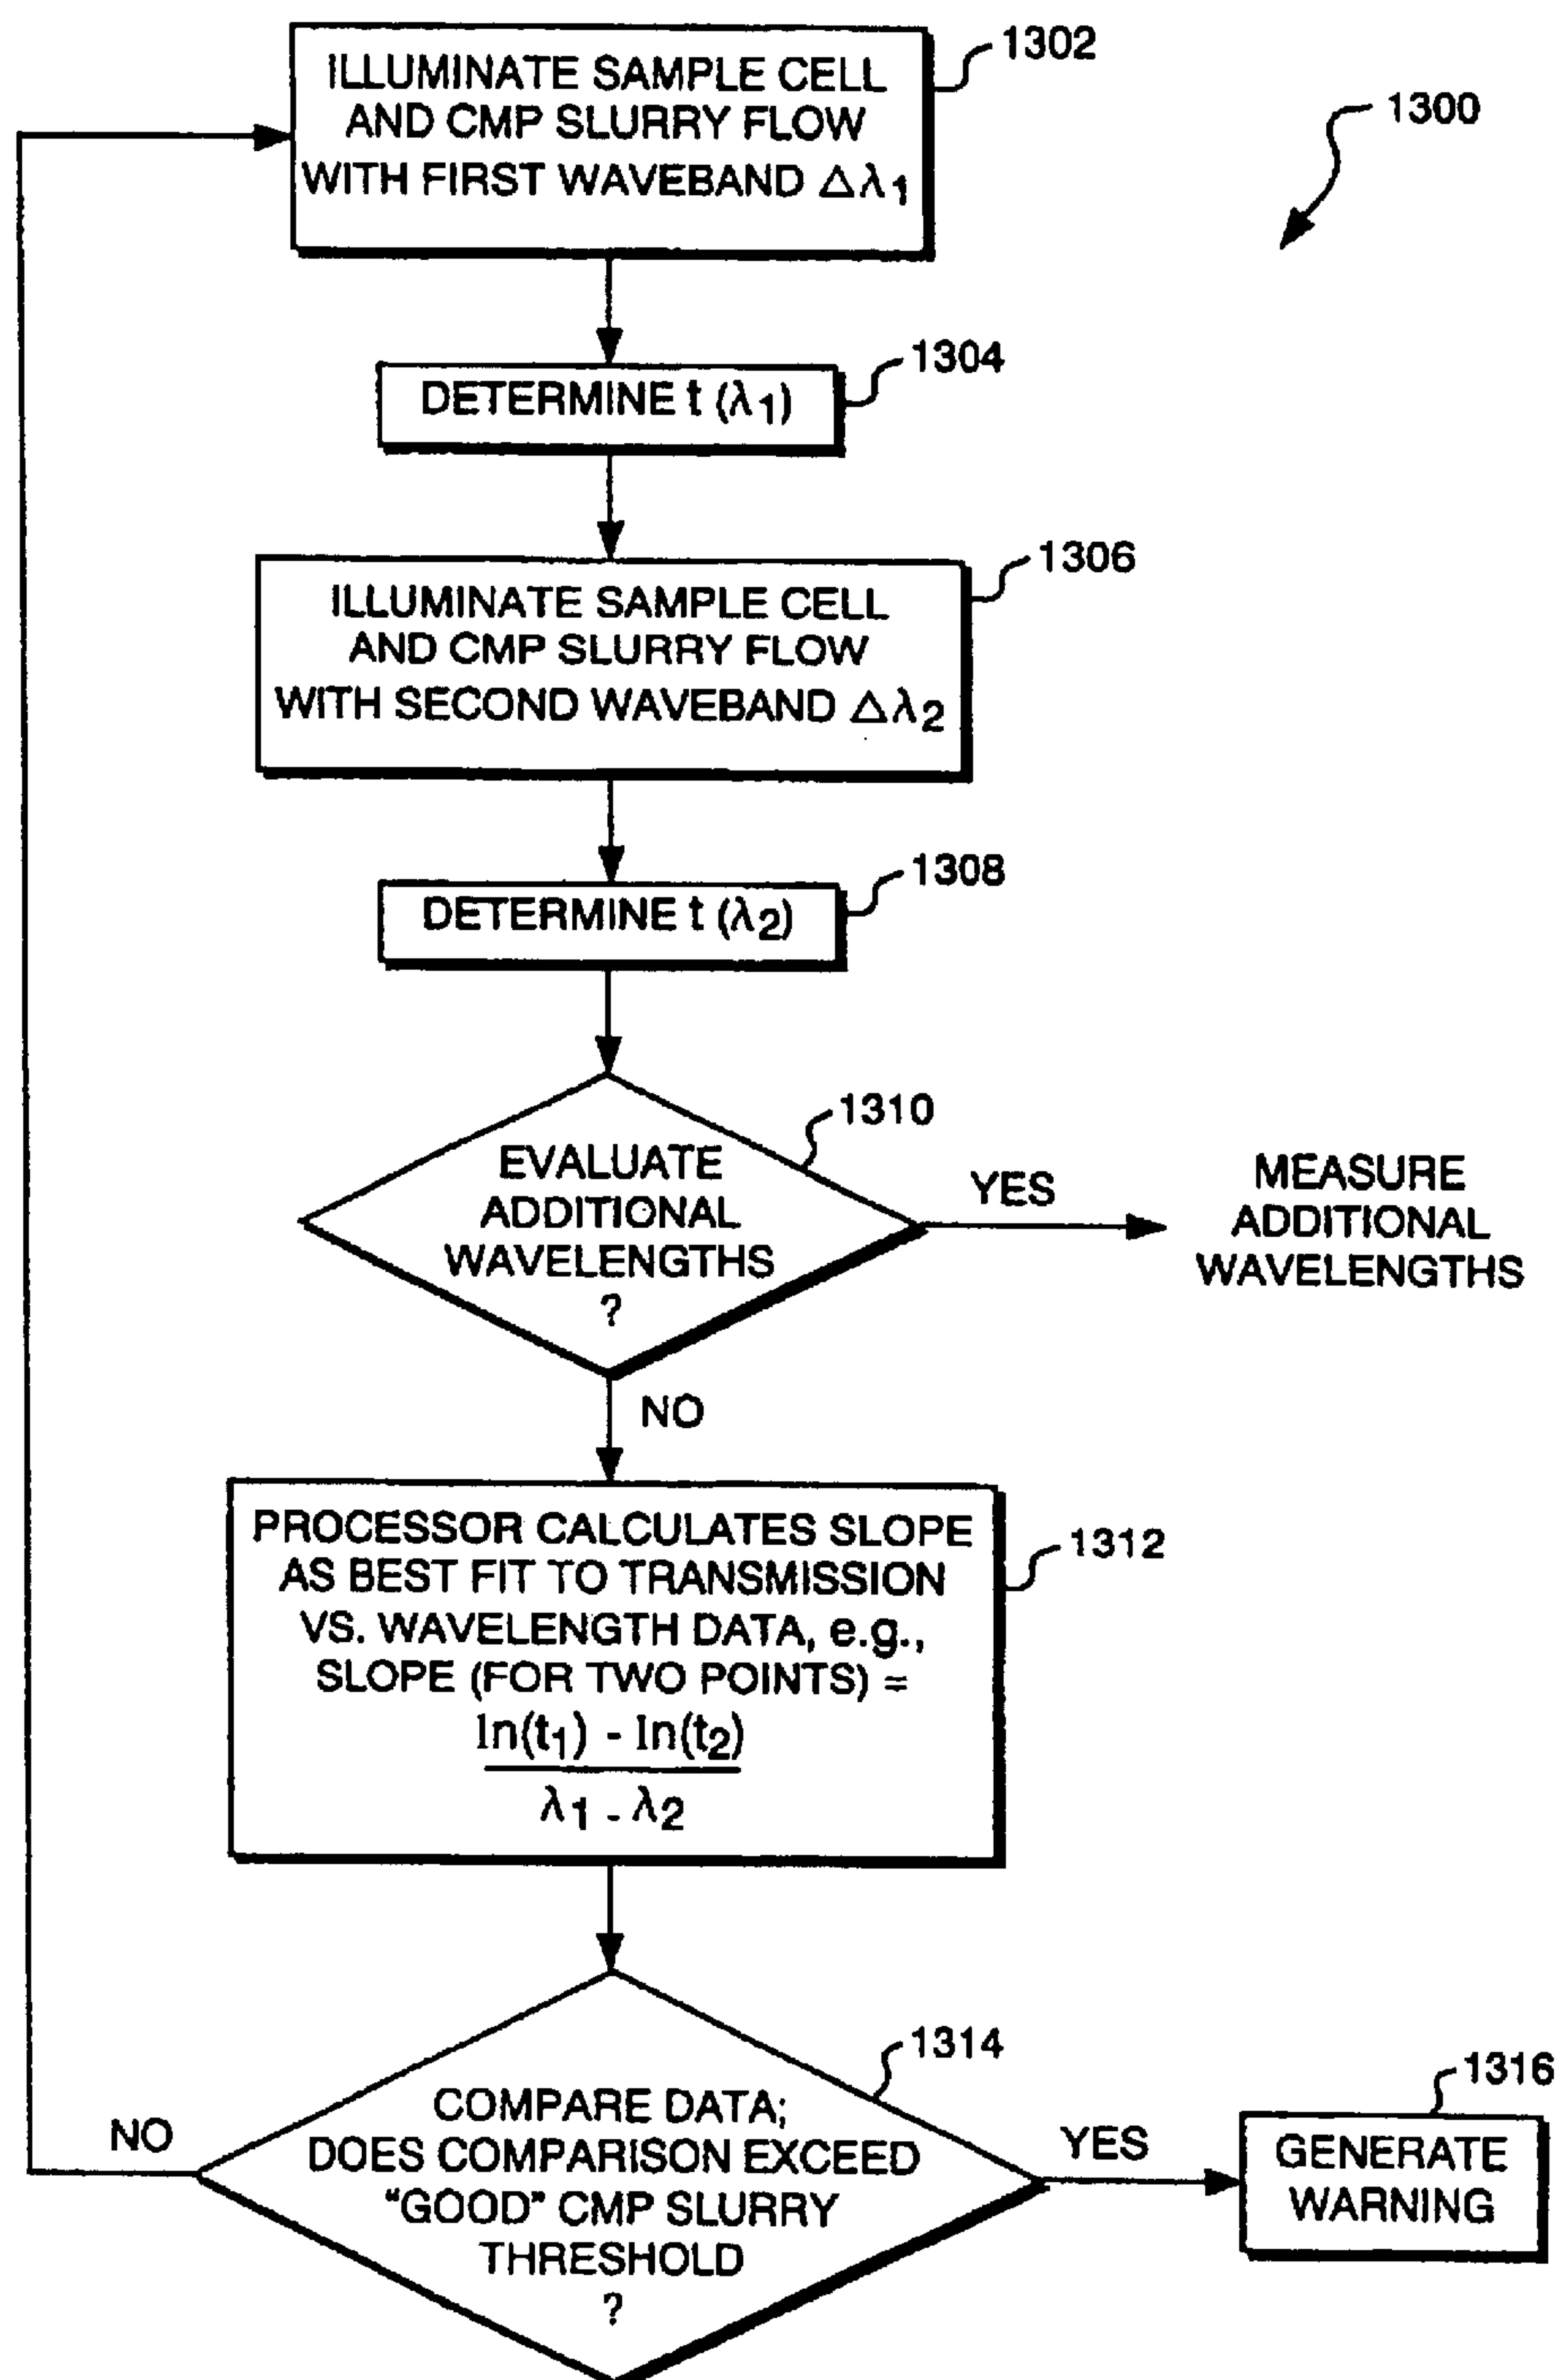 1302
ILLUMINATE SAMPLE CELL
AND CMP SLURRY FLOW
WITH FIRST WAVEBAND Δλ1
1300
1304
DETERMINE t (λ1)
1306
ILLUMINATE SAMPLE CELL
AND CMP SLURRY FLOW
WITH SECOND WAVEBAND Δλ2
1308
DETERMINE t (λ2)
1310
EVALUATE
ADDITIONAL
WAVELENGTHS
?
YES
MEASURE
ADDITIONAL
WAVELENGTHS
NO
1312
PROCESSOR CALCULATES SLOPE
AS BEST FIT TO TRANSMISSION
VS. WAVELENGTH DATA, e.g.,
SLOPE (FOR TWO POINTS) =
ln(t1) - ln(t2)
λ1 - λ2
1314
COMPARE DATA;
DOES COMPARISON EXCEED
"GOOD" CMP SLURRY
THRESHOLD
?
NO
YES
1316
GENERATE
WARNING